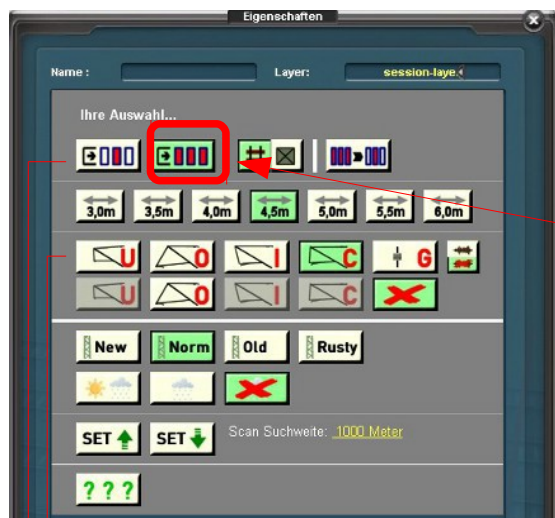 Eigenschaften
Name : Layer: session-laye
Ihre Auswahl...
3,0m 3,5m 4,0m 4,5m 5,0m 5,5m 6,0m
U O I C G
U O I C
New Norm Old Rusty
SET SET Scan Suchweite: 1000 Meter
? ? ?